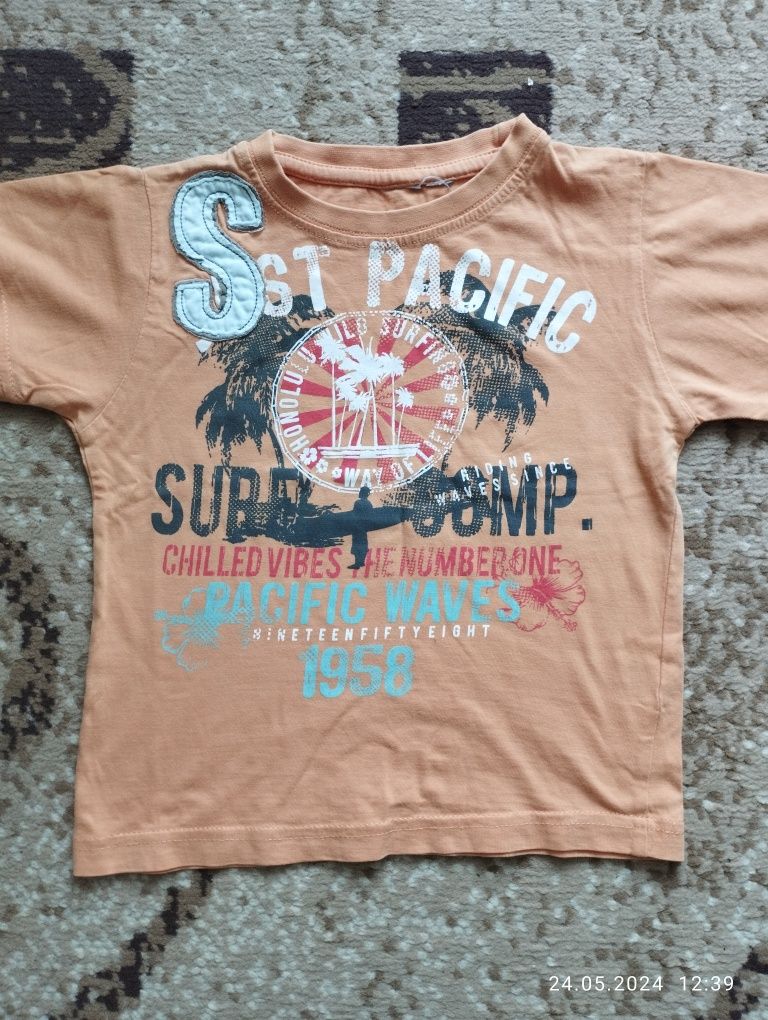 S
ST PACIFIC
HONOLULU WILD SURFING
WAY OF LIFE
RIDING
WAVES SINCE
SURF COMP.
CHILLED VIBES THE NUMBER ONE
PACIFIC WAVES
NINETEENFIFTYEIGHT
1958
24.05.2024 12:39